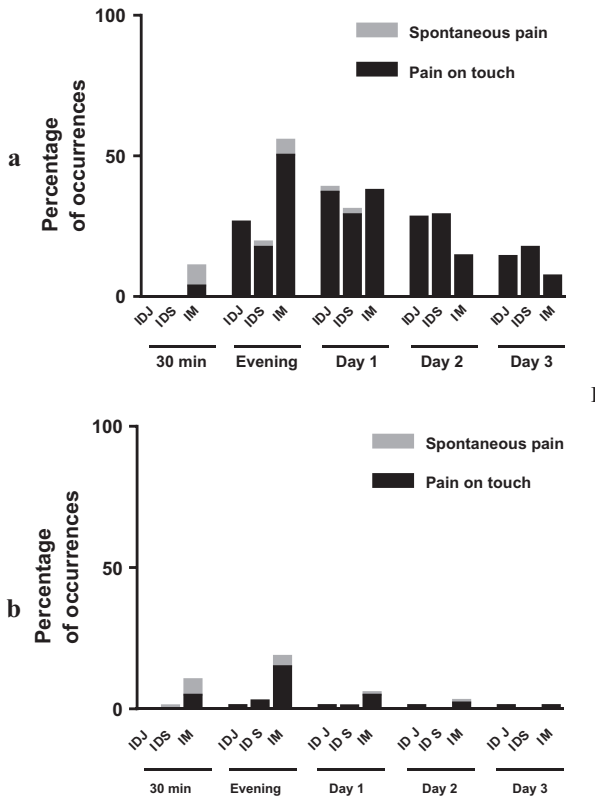 a
Percentage
of occurrences
100
50
0
Spontaneous pain
Pain on touch
IDJ IDS IM IDJ IDS IM IDJ IDS IM IDJ IDS IM IDJ IDS IM
30 min Evening Day 1 Day 2 Day 3
b
Percentage
of occurrences
100
50
0
Spontaneous pain
Pain on touch
IDJ IDS IM IDJ ID S IM ID J ID S IM ID J ID S IM ID J IDS IM
30 min Evening Day 1 Day 2 Day 3